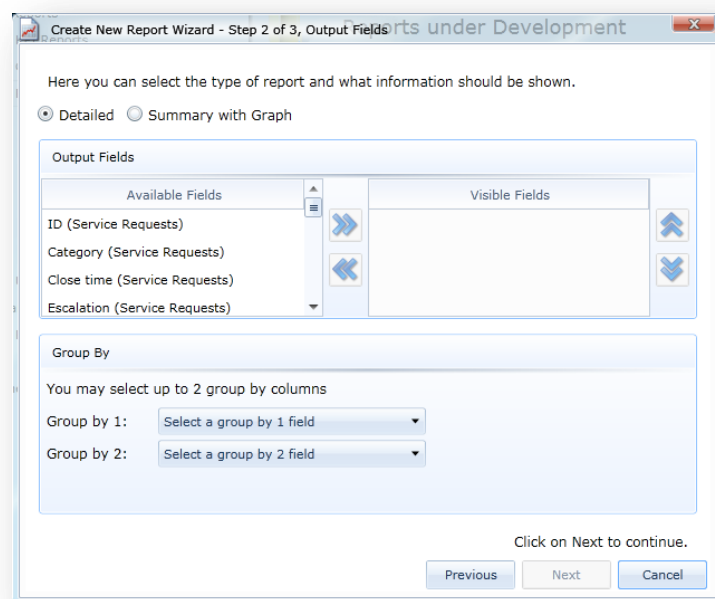 Create New Report Wizard - Step 2 of 3, Output Fields
Reports under Development
Reports
Here you can select the type of report and what information should be shown.
Detailed
Summary with Graph
Output Fields
Available Fields
Visible Fields
ID (Service Requests)
Category (Service Requests)
Close time (Service Requests)
Escalation (Service Requests)
Group By
You may select up to 2 group by columns
Group by 1:
Select a group by 1 field
Group by 2:
Select a group by 2 field
Click on Next to continue.
Previous
Next
Cancel